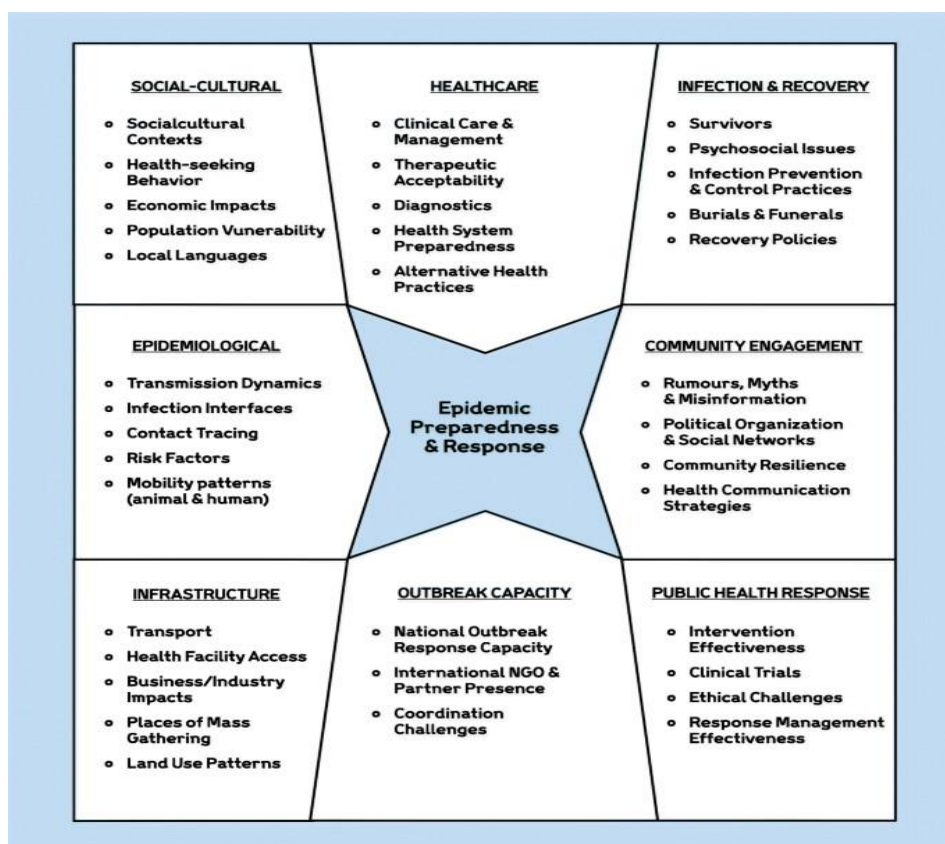 SOCIAL-CULTURAL
Socialcultural
Contexts
Health-seeking
Behavior
Economic Impacts
Population Vunerability
Local Languages
HEALTHCARE
Clinical Care &
Management
Therapeutic
Acceptability
Diagnostics
Health System
Preparedness
Alternative Health
Practices
INFECTION & RECOVERY
Survivors
Psychosocial Issues
Infection Prevention
& Control Practices
Burials & Funerals
Recovery Policies
EPIDEMIOLOGICAL
Transmission Dynamics
Infection Interfaces
Contact Tracing
Risk Factors
Mobility patterns
(animal & human)
Epidemic
Preparedness
& Response
COMMUNITY ENGAGEMENT
Rumours, Myths
& Misinformation
Political Organization
& Social Networks
Community Resilience
Health Communication
Strategies
INFRASTRUCTURE
Transport
Health Facility Access
Business/Industry
Impacts
Places of Mass
Gathering
Land Use Patterns
OUTBREAK CAPACITY
National Outbreak
Response Capacity
International NGO &
Partner Presence
Coordination
Challenges
PUBLIC HEALTH RESPONSE
Intervention
Effectiveness
Clinical Trials
Ethical Challenges
Response Management
Effectiveness